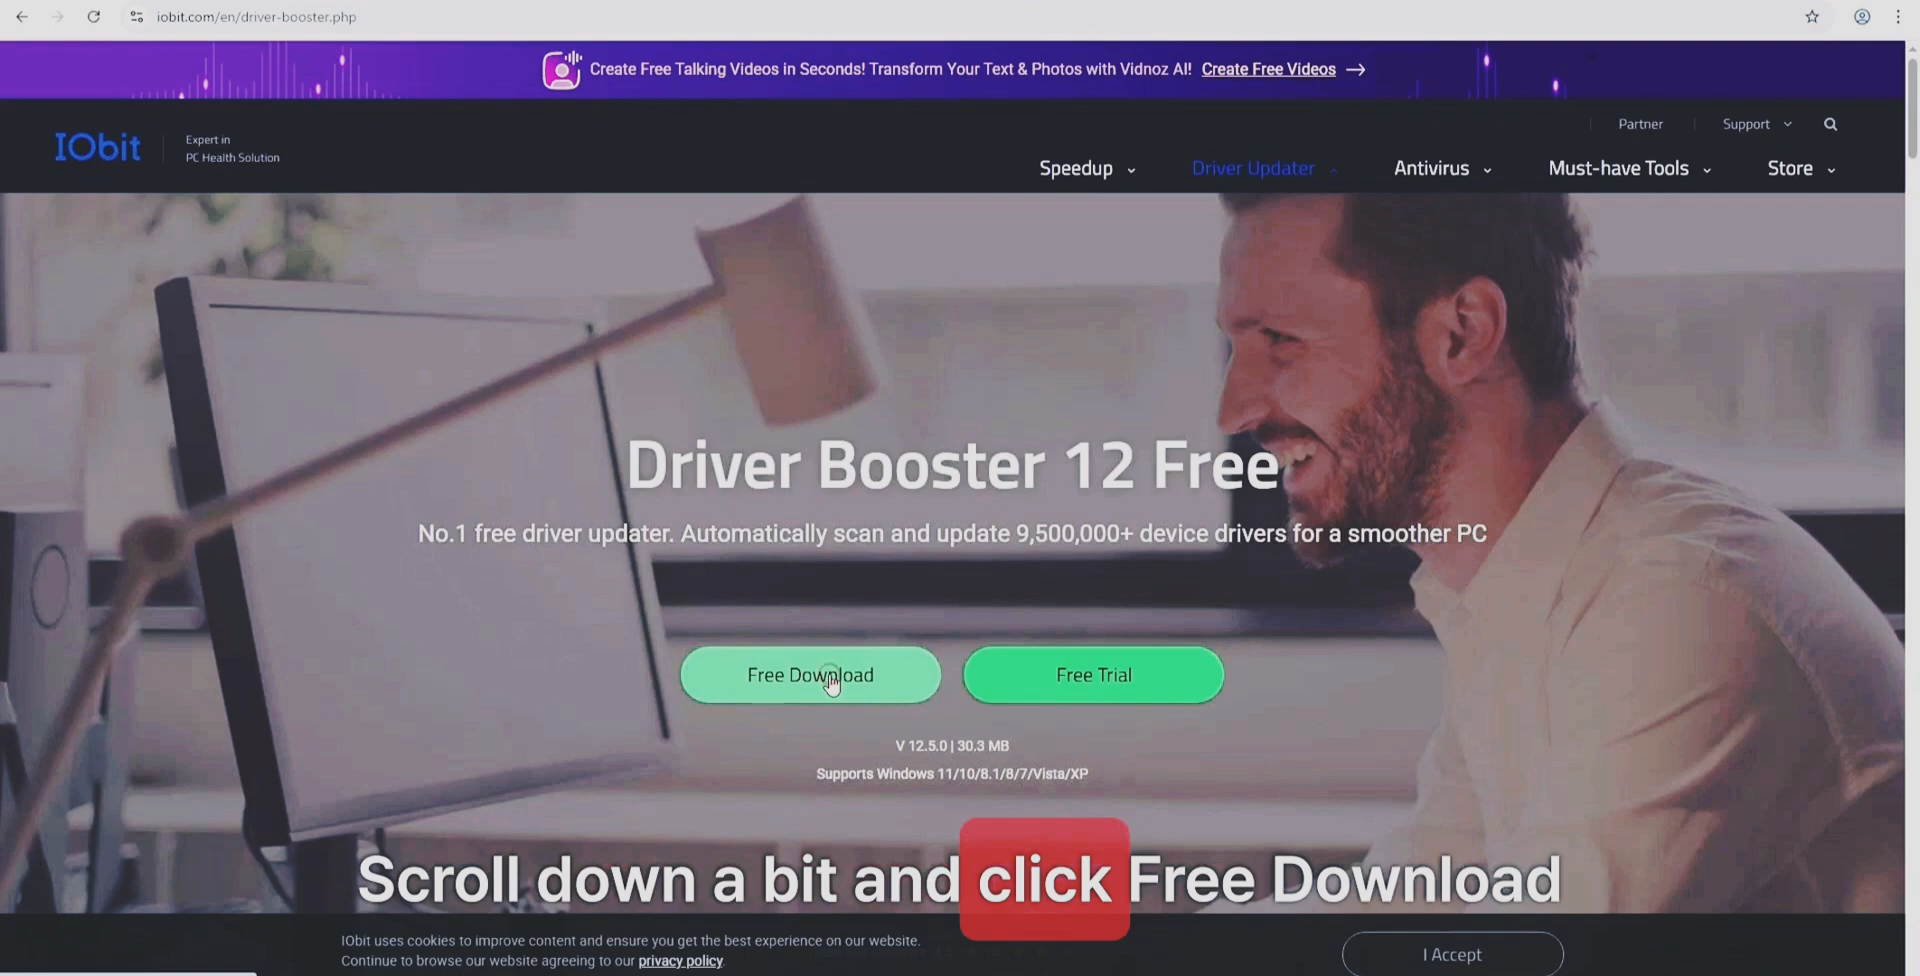 iobit.com/en/driver-booster.php
Create Free Talking Videos in Seconds! Transform Your Text & Photos with Vidnoz AI! Create Free Videos
IObit
Expert in
PC Health Solution
Partner
Support
Speedup
Driver Updater
Antivirus
Must-have Tools
Store
Driver Booster 12 Free
No.1 free driver updater. Automatically scan and update 9,500,000+ device drivers for a smoother PC
Free Download
Free Trial
V 12.5.0 | 30.3 MB
Supports Windows 11/10/8.1/8/7/Vista/XP
Scroll down a bit and click Free Download
IObit uses cookies to improve content and ensure you get the best experience on our website.
Continue to browse our website agreeing to our privacy policy.
I Accept